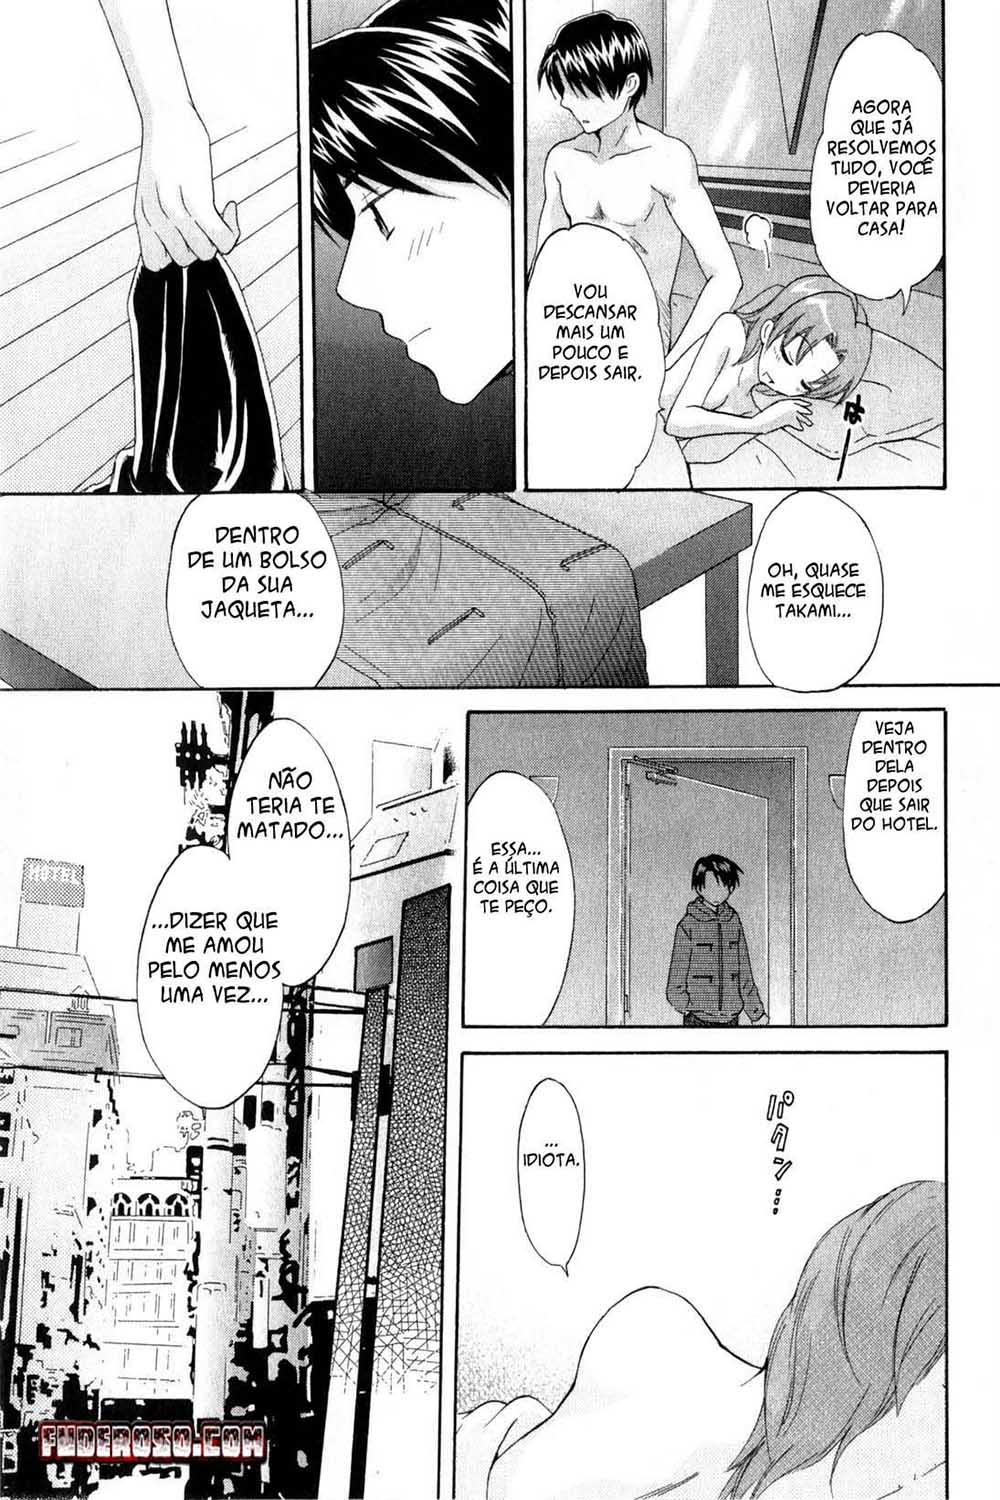 AGORA
QUE JÁ
RESOLVEMOS
TUDO, VOCÊ
DEVERIA
VOLTAR PARA
CASA!
VOU
DESCANSAR
MAIS UM
POUCO E
DEPOIS SAIR.
は
OH, QUASE
ME ESQUECE
TAKAMI...
DENTRO
DE UM BOLSO
DA SUA
JAQUETA...
VEJA
DENTRO
DELA
DEPOIS
QUE SAIR
DO HOTEL.
ESSA...
É A ÚLTIMA
COISA QUE
TE PEÇO.
NÃO
TERIA TE
MATADO...
...DIZER QUE
ME AMOU
PELO MENOS
UMA VEZ...
HOTEL
パタン…
...
IDIOTA.
FUDEROSO.COM